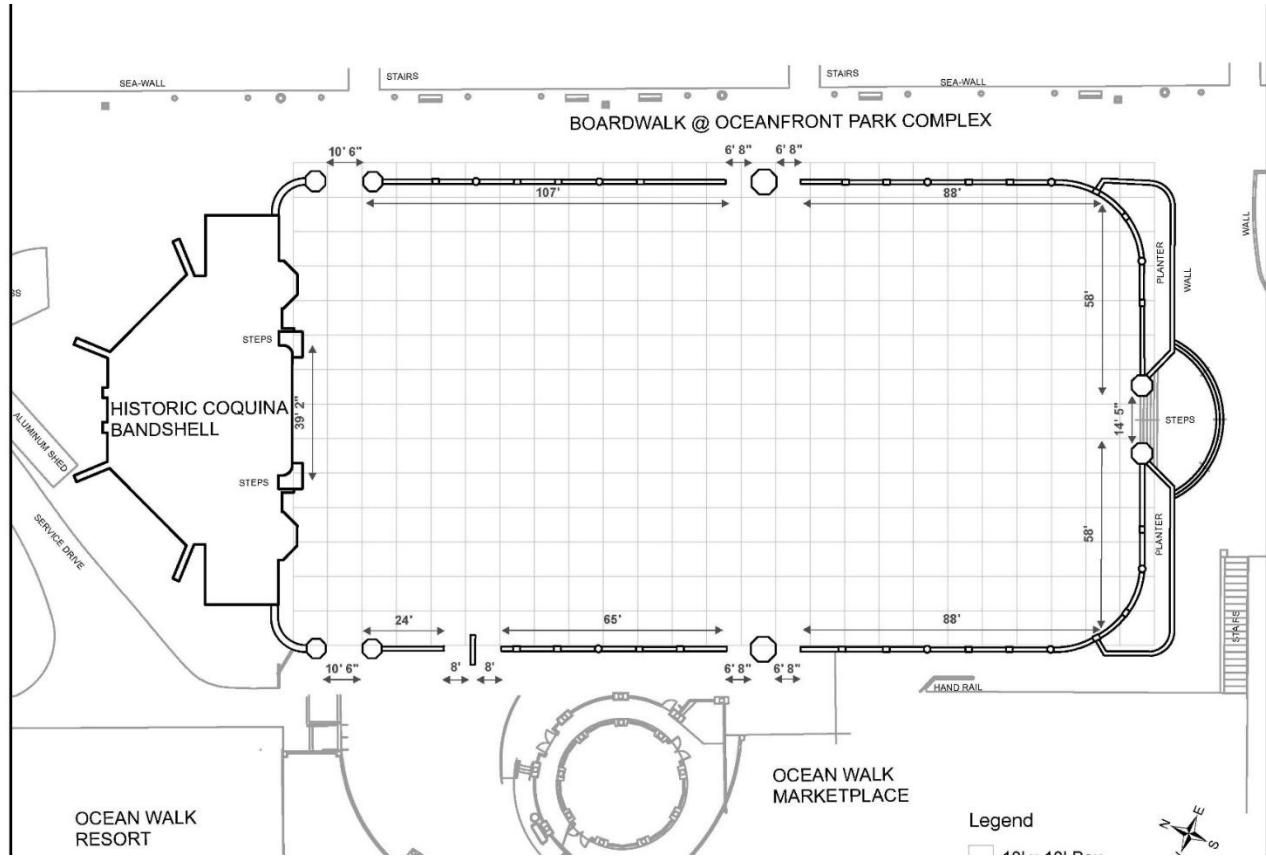 SEA-WALL
STAIRS
STAIRS
SEA-WALL
BOARDWALK @ OCEANFRONT PARK COMPLEX
10' 6"
6' 8"
6' 8"
107'
88'
WALL
PLANTER
WALL
58'
SS
STEPS
HISTORIC COQUINA
BANDSHELL
39' 2"
14' 5"
STEPS
ALUMINUM SHED
STEPS
SERVICE DRIVE
58'
PLANTER
24'
65'
88'
STAIRS
10' 6"
8'
8'
6' 8"
6' 8"
HAND RAIL
OCEAN WALK
MARKETPLACE
OCEAN WALK
RESORT
Legend
N
E
S